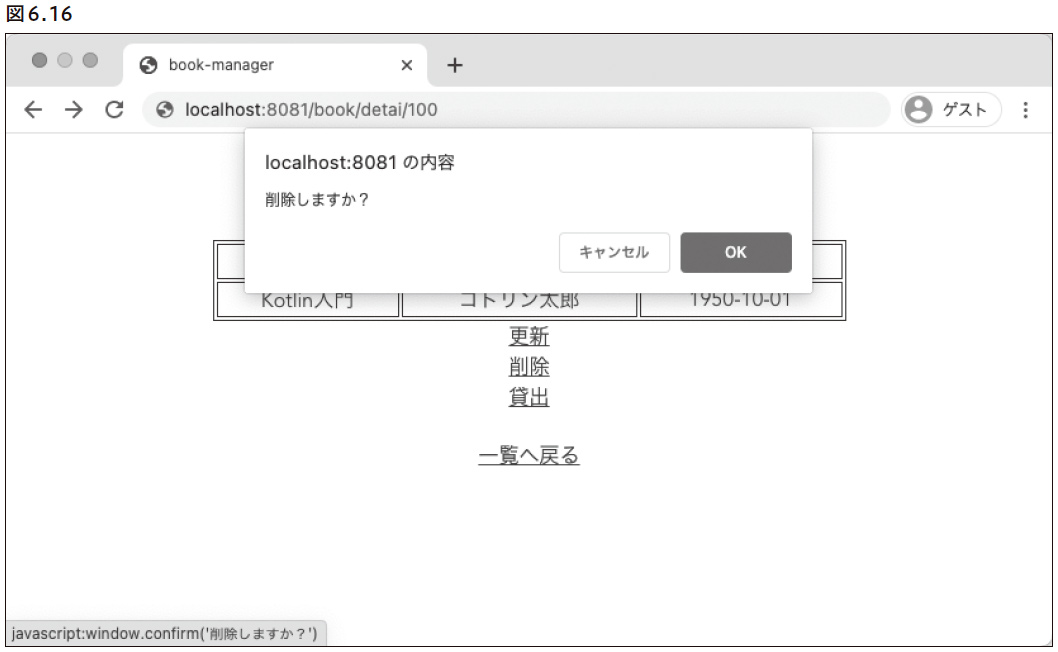 図6.16
book-manager
localhost:8081/book/detai/100
ゲスト
localhost:8081 の内容
削除しますか？
キャンセル
OK
Kotlin入門 コトリン太郎 1950-10-01
更新
削除
貸出
一覧へ戻る
javascript:window.confirm('削除しますか？')